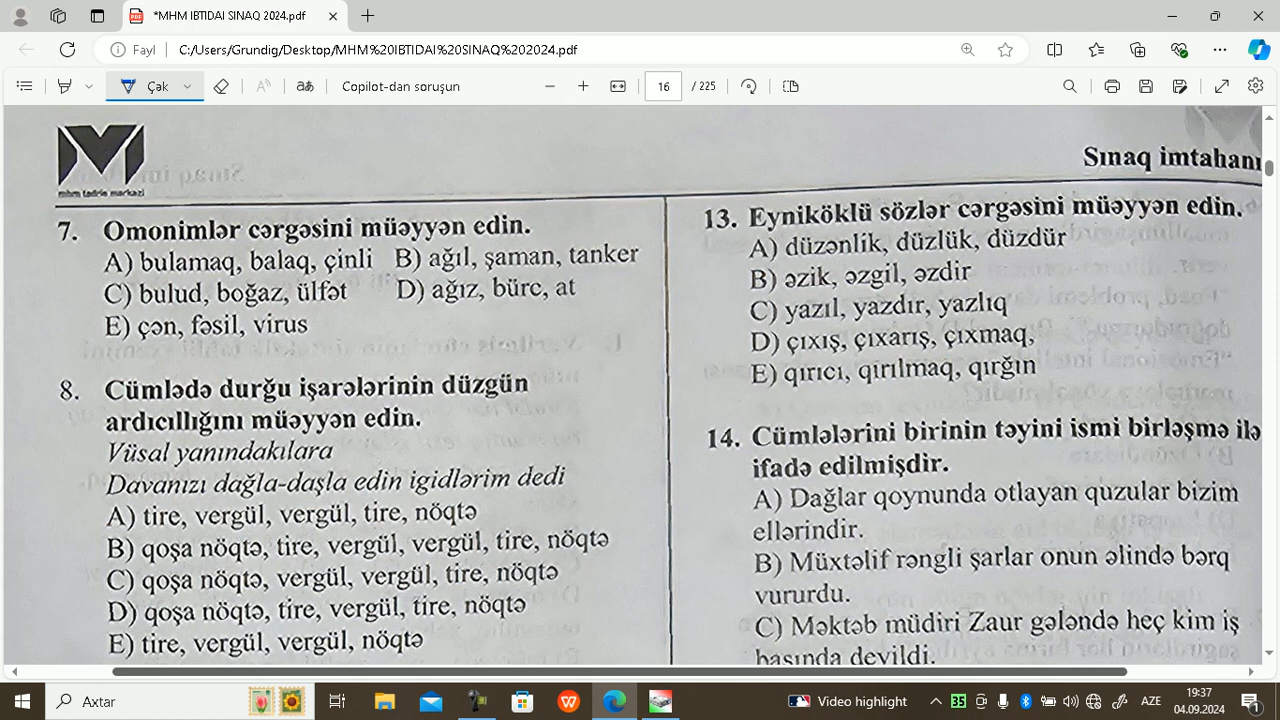 *MHM IBTIDAI SINAQ 2024.pdf
Fayl
C:/Users/Grundig/Desktop/MHM%20IBTIDAI%20SINAQ%202024.pdf
Çak
Copilot-dan soruşun
16 / 225
mhm tədris mərkəzi
Sınaq imtahanı
7. Omonimlər cərgəsini müəyyən edin.
A) bulamaq, balaq, çinli B) ağıl, şaman, tanker
C) bulud, boğaz, ülfət D) ağız, bürc, at
E) çən, fəsil, virus
8. Cümlədə durğu işarələrinin düzgün
ardıcıllığını müəyyən edin.
Vüsal yanındakılara
Davanızı dağla-daşla edin igidlərim dedi
A) tire, vergül, vergül, tire, nöqtə
B) qoşa nöqtə, tire, vergül, vergül, tire, nöqtə
C) qoşa nöqtə, vergül, vergül, tire, nöqtə
D) qoşa nöqtə, tire, vergül, tire, nöqtə
E) tire, vergül, vergül, nöqtə
13. Eyniköklü sözlər cərgəsini müəyyən edin.
A) düzənlik, düzlük, düzdür
B) əzik, əzgil, əzdir
C) yazıl, yazdır, yazlıq
D) çıxış, çıxarış, çıxmaq,
E) qırıcı, qırılmaq, qırğın
14. Cümlələrini birinin təyini ismi birləşmə ilə
ifadə edilmişdir.
A) Dağlar qoynunda otlayan quzular bizim
ellərindir.
B) Müxtəlif rəngli şarlar onun əlində bərq
vururdu.
C) Məktəb müdiri Zaur gələndə heç kim iş
başında deyildi.
Axtar
Video highlight
35
AZE
19:37
04.09.2024
1